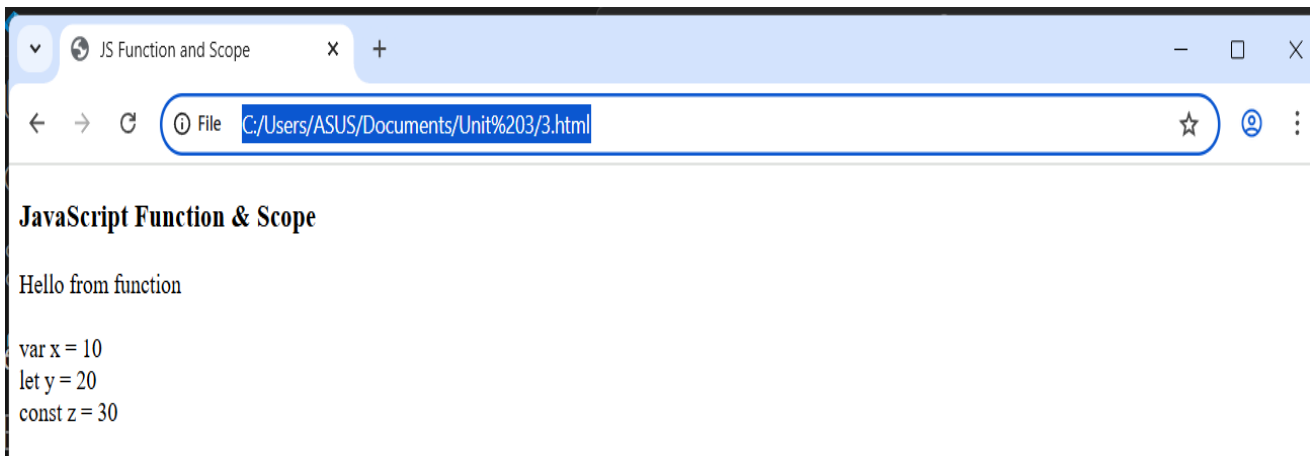 JS Function and Scope
File C:/Users/ASUS/Documents/Unit%203/3.html
JavaScript Function & Scope
Hello from function
var x = 10
let y = 20
const z = 30